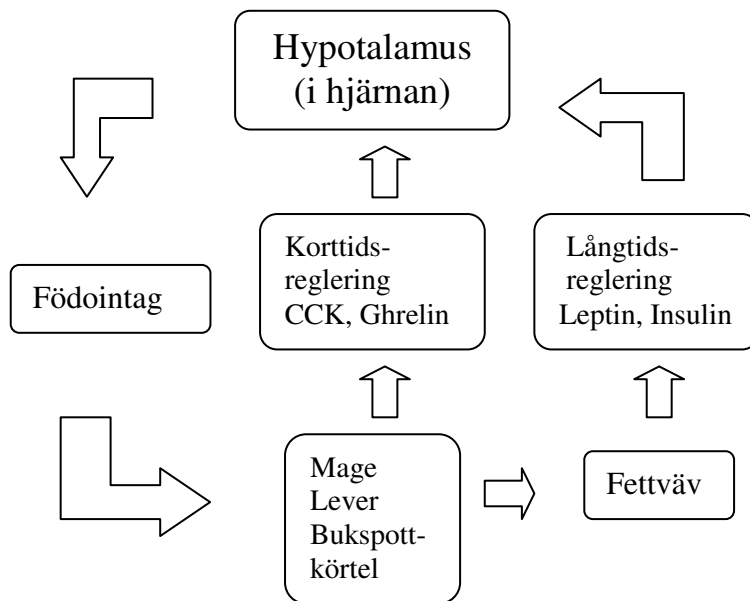 Hypotalamus
(i hjärnan)
Födointag
Korttids-
reglering
CCK, Ghrelin
Långtids-
reglering
Leptin, Insulin
Mage
Lever
Bukspott-
körtel
Fettväv